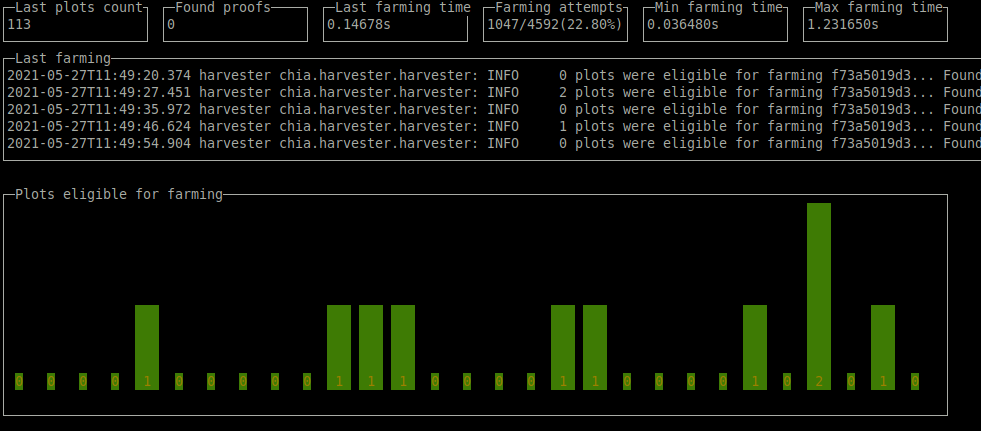 Last plots count Found proofs Last farming time Farming attempts Min farming time Max farming time
113 0 0.14678s 1047/4592(22.80%) 0.036480s 1.231650s
Last farming
2021-05-27T11:49:20.374 harvester chia.harvester.harvester: INFO 0 plots were eligible for farming f73a5019d3... Found
2021-05-27T11:49:27.451 harvester chia.harvester.harvester: INFO 2 plots were eligible for farming f73a5019d3... Found
2021-05-27T11:49:35.972 harvester chia.harvester.harvester: INFO 0 plots were eligible for farming f73a5019d3... Found
2021-05-27T11:49:46.624 harvester chia.harvester.harvester: INFO 1 plots were eligible for farming f73a5019d3... Found
2021-05-27T11:49:54.904 harvester chia.harvester.harvester: INFO 0 plots were eligible for farming f73a5019d3... Found
Plots eligible for farming
0 0 0 0 1 0 0 0 0 0 1 1 1 0 0 0 0 1 1 0 0 0 0 1 0 2 0 1 0